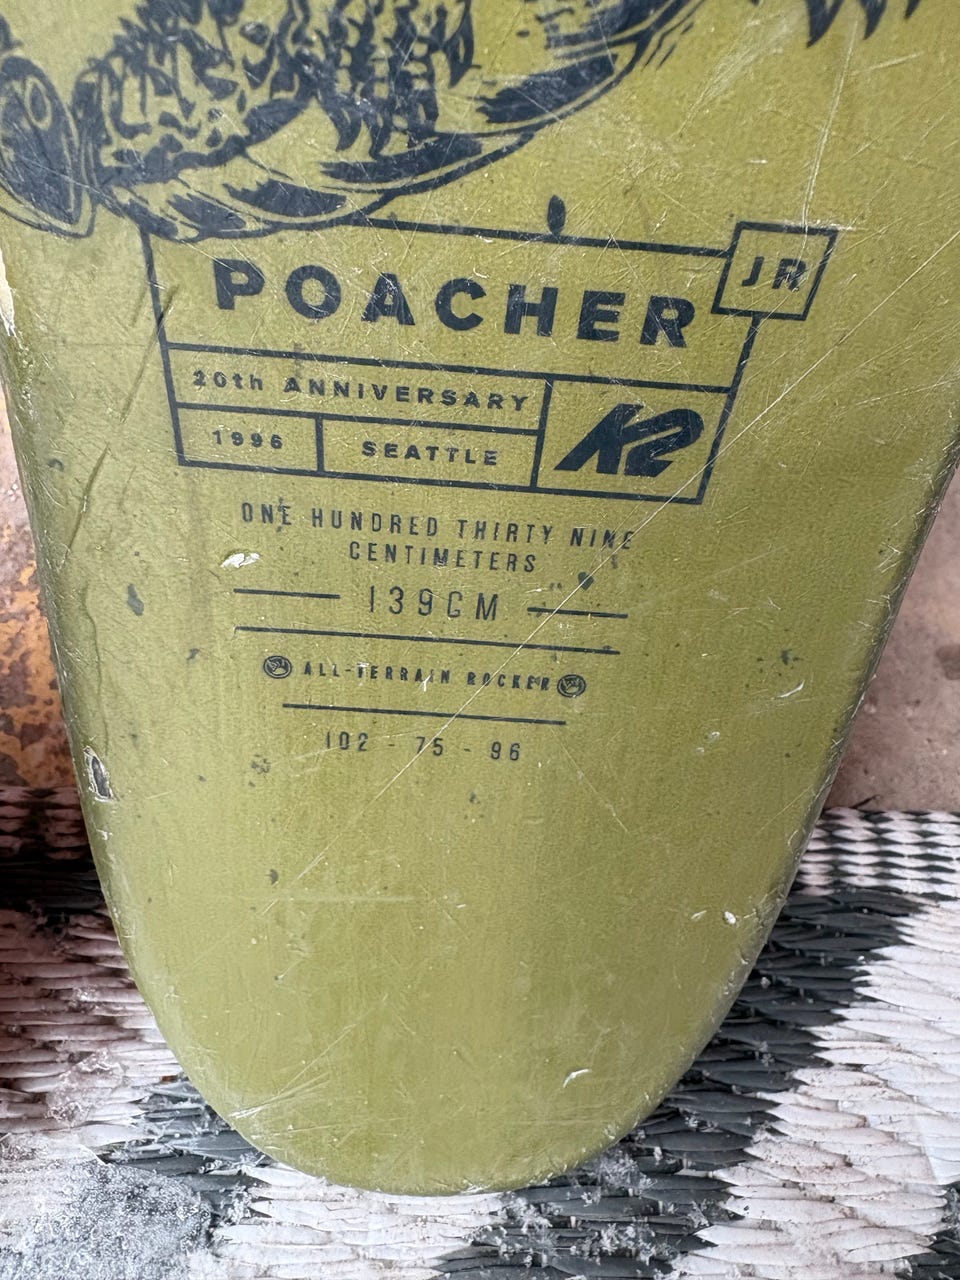 POACHER JR
20th ANNIVERSARY
K2
1996 SEATTLE
ONE HUNDRED THIRTY NINE
CENTIMETERS
139CM
ALL-TERRAIN ROCKER
102 - 75 - 96